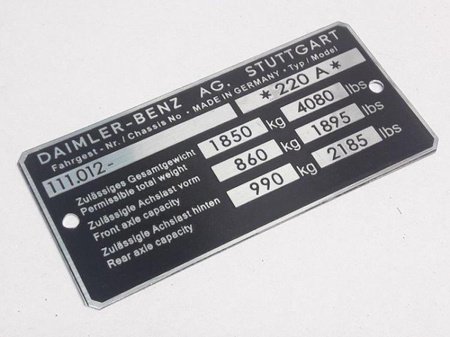 DAIMLER-BENZ AG. STUTTGART
Fahrgest.-Nr./Chassis No • MADE IN GERMANY • Typ/Model
111.012.- *220 A*
Zulässiges Gesamtgewicht 1850 kg 4080 lbs
Permissible total weight
Zulässige Achslast vorn 860 kg 1895 lbs
Front axle capacity
Zulässige Achslast hinten 990 kg 2185 lbs
Rear axle capacity